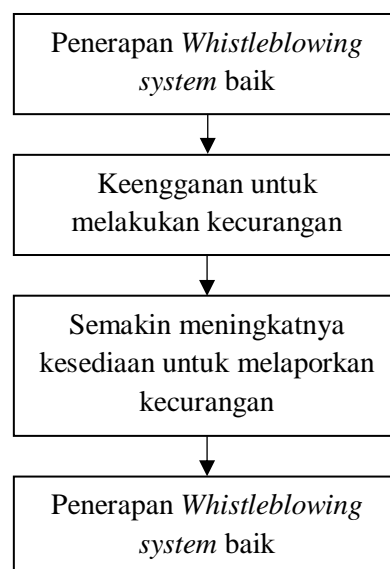 Penerapan Whistleblowing
system baik
Keengganan untuk
melakukan kecurangan
Semakin meningkatnya
kesediaan untuk melaporkan
kecurangan
Penerapan Whistleblowing
system baik